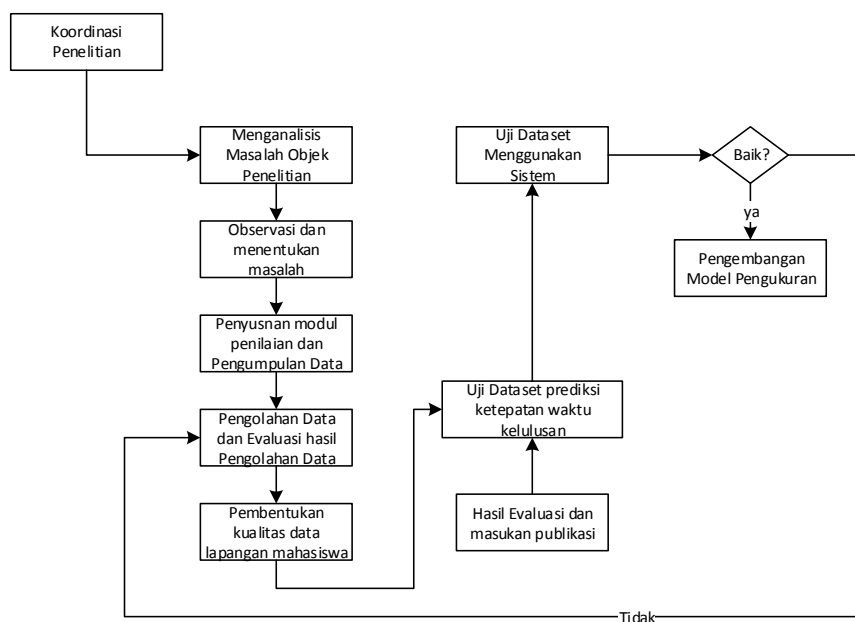 Koordinasi
Penelitian
Menganalisis
Masalah Objek
Penelitian
Observasi dan
menentukan
masalah
Penyusnan modul
penilaian dan
Pengumpulan Data
Pengolahan Data
dan Evaluasi hasil
Pengolahan Data
Pembentukan
kualitas data
lapangan mahasiswa
Uji Dataset
Menggunakan
Sistem
Baik?
ya
Pengembangan
Model Pengukuran
Uji Dataset prediksi
ketepatan waktu
kelulusan
Hasil Evaluasi dan
masukan publikasi
Tidak